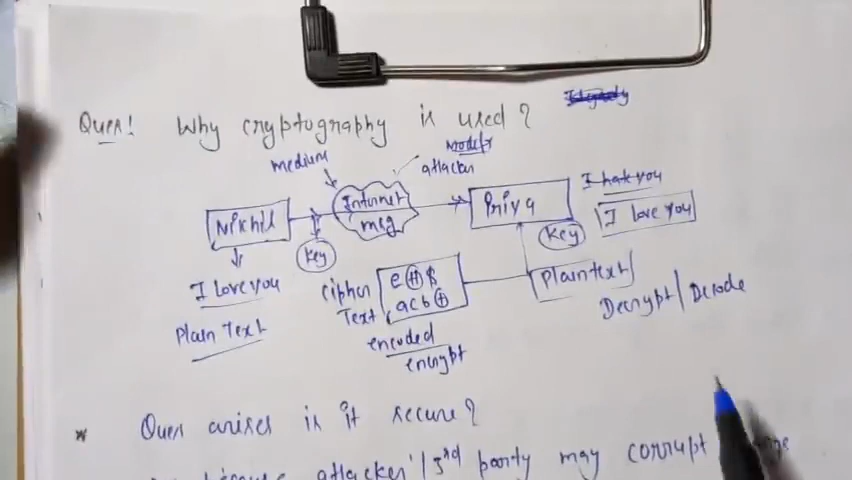 Ques! Why cryptography is used?
medium
Modify
attacker
Nikhil
Internet
msg
Priya
I hate you
I love you
Key
Key
I love you
Plain Text
cipher
Text
e # $
a c b +
encoded
encrypt
Plaintext
Decrypt / Decode
* Ques arises is it secure?
attacker / 3rd party may corrupt